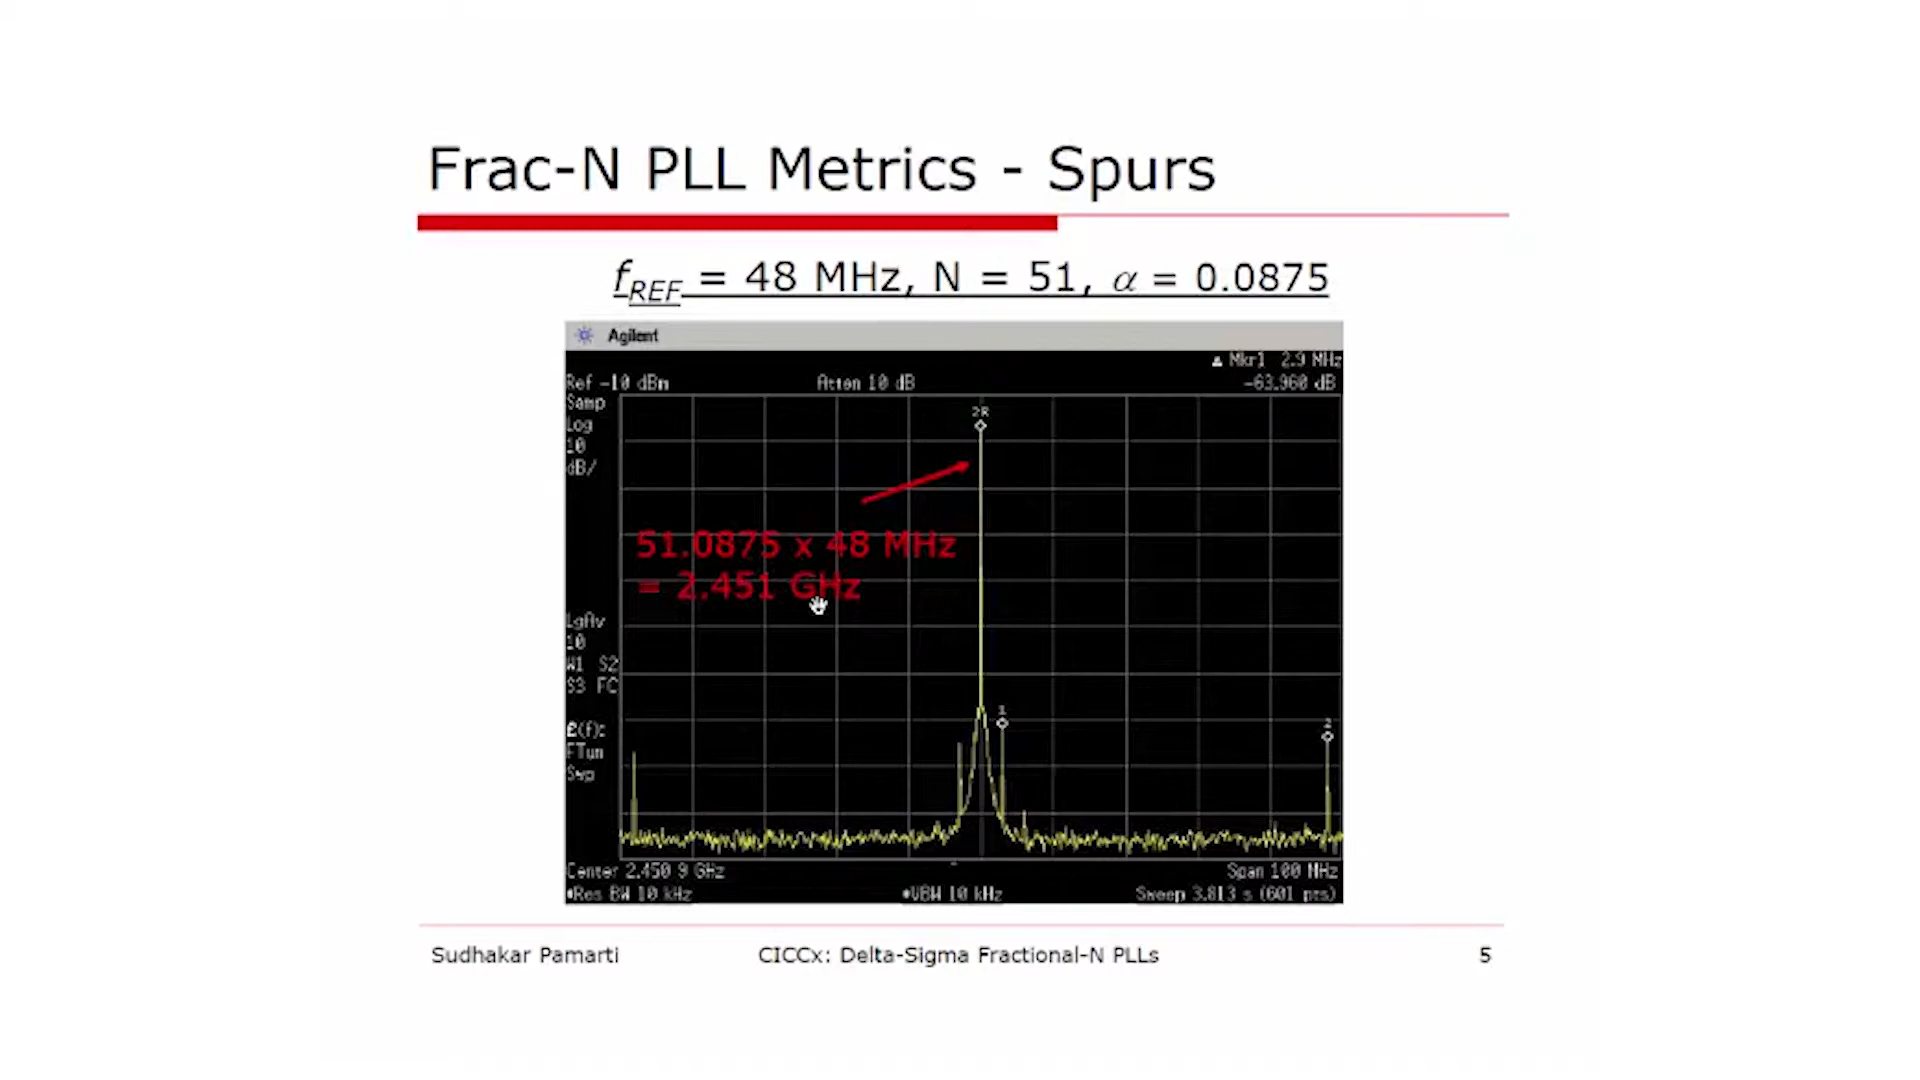 Frac-N PLL Metrics - Spurs
fREF = 48 MHz, N = 51, α = 0.0875
Agilent
▲ Mkr1 2.9 MHz
Ref -10 dBm Atten 10 dB -63.960 dB
Samp
Log
10
dB/
2R
51.0875 x 48 MHz
= 2.451 GHz
LgAv
10
W1 S2
S3 FC
1
2
£(f):
FTun
Swp
Center 2.450 9 GHz Span 100 MHz
•Res BW 10 kHz •VBW 10 kHz Sweep 3.813 s (601 pts)
Sudhakar Pamarti CICCx: Delta-Sigma Fractional-N PLLs 5